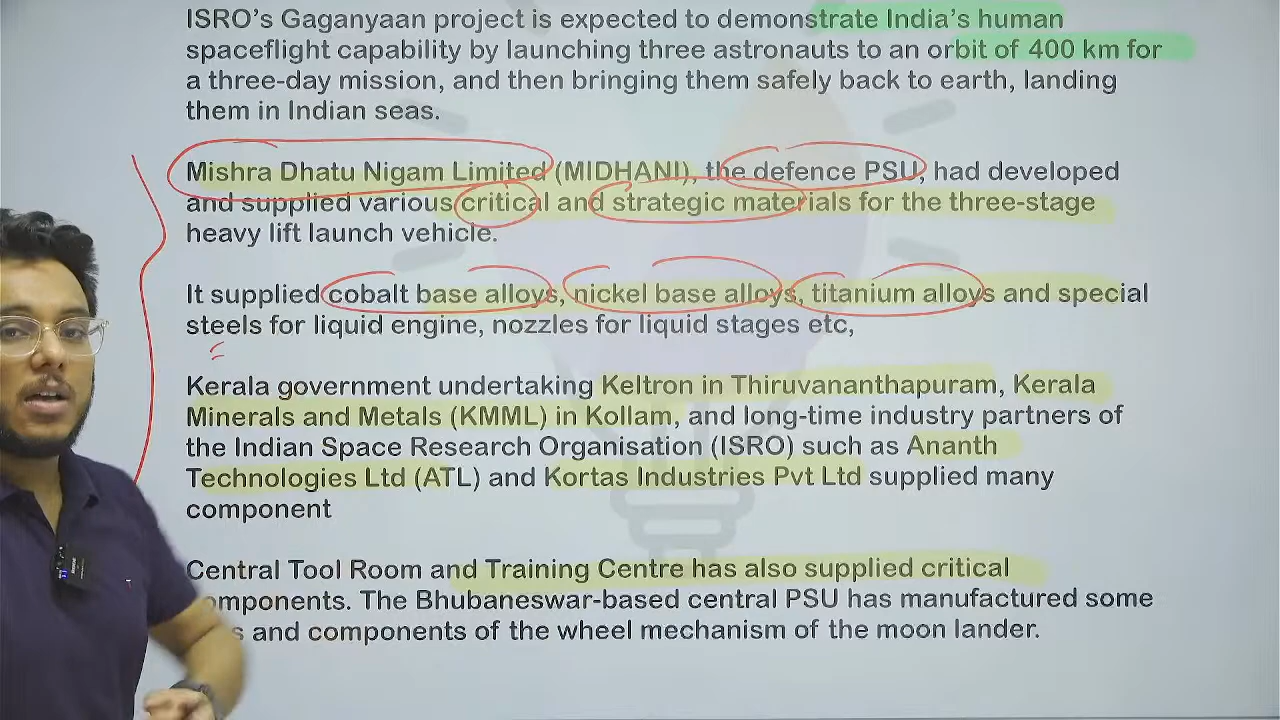 ISRO's Gaganyaan project is expected to demonstrate India's human
spaceflight capability by launching three astronauts to an orbit of 400 km for
a three-day mission, and then bringing them safely back to earth, landing
them in Indian seas.
Mishra Dhatu Nigam Limited (MIDHANI), the defence PSU, had developed
and supplied various critical and strategic materials for the three-stage
heavy lift launch vehicle.
It supplied cobalt base alloys, nickel base alloys, titanium alloys and special
steels for liquid engine, nozzles for liquid stages etc,
Kerala government undertaking Keltron in Thiruvananthapuram, Kerala
Minerals and Metals (KMML) in Kollam, and long-time industry partners of
the Indian Space Research Organisation (ISRO) such as Ananth
Technologies Ltd (ATL) and Kortas Industries Pvt Ltd supplied many
component
Central Tool Room and Training Centre has also supplied critical
components. The Bhubaneswar-based central PSU has manufactured some
and components of the wheel mechanism of the moon lander.